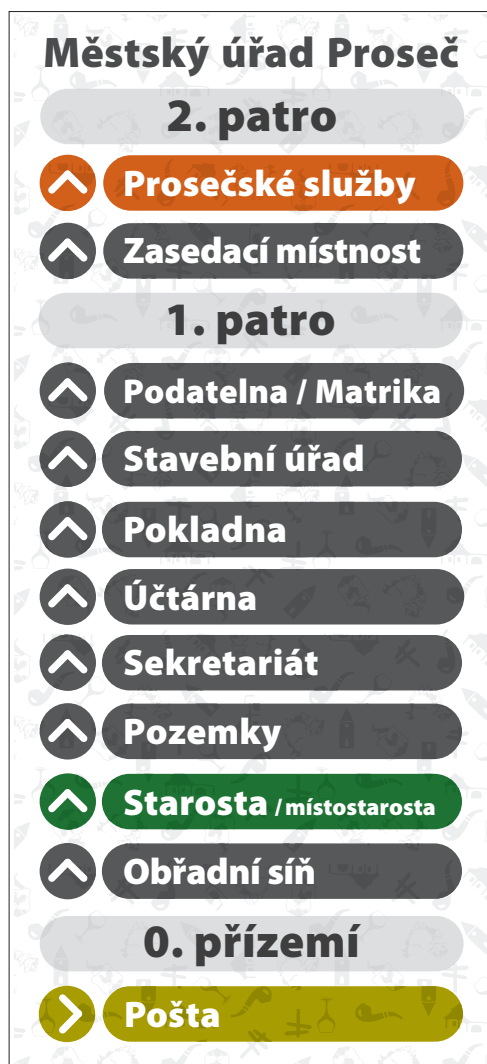 Městský úřad Proseč
2. patro
Prosečské služby
Zasedací místnost
1. patro
Podatelna / Matrika
Stavební úřad
Pokladna
Účtárna
Sekretariát
Pozemky
Starosta / místostarosta
Obřadní síň
0. přízemí
Pošta